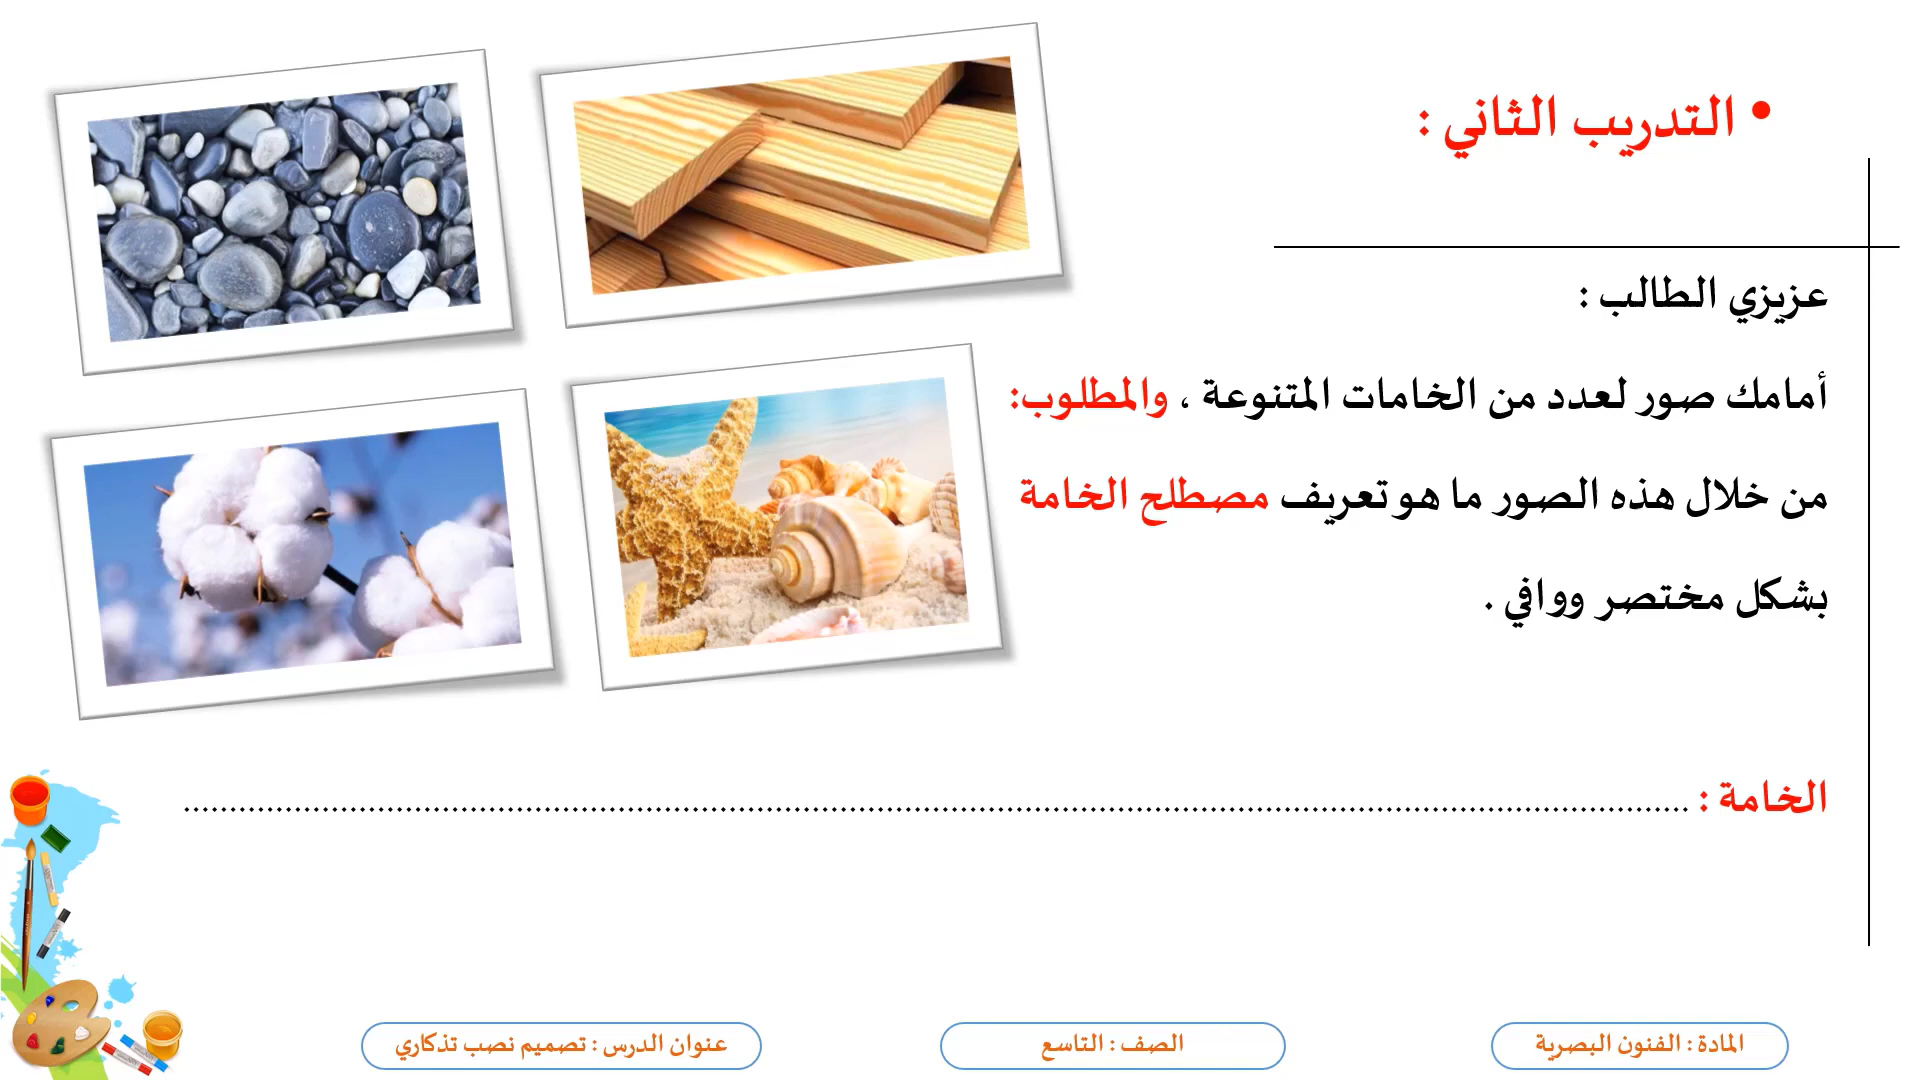 • التدريب الثاني :
عزيزي الطالب :
أمامك صور لعدد من الخامات المتنوعة ، والمطلوب:
من خلال هذه الصور ما هو تعريف مصطلح الخامة
بشكل مختصر ووافي .
الخامة : ......................................................................................................................................................
المادة : الفنون البصرية
الصف : التاسع
عنوان الدرس : تصميم نصب تذكاري